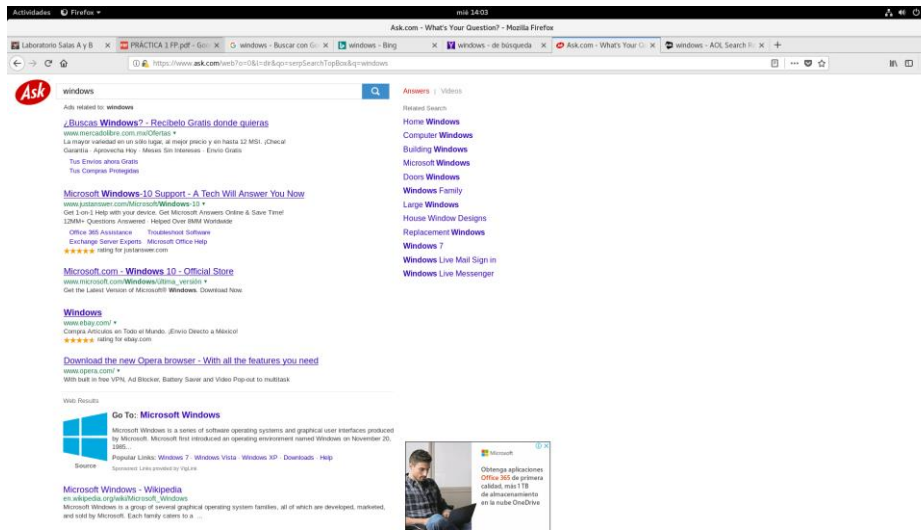 Actividades Firefox mié 14:03
Ask.com - What's Your Question? - Mozilla Firefox
Laboratorio Salas A y B
PRÁCTICA 3 FP.pdf - Goo
windows - Buscar con Go
windows - Bing
windows - de búsqueda
Ask.com - What's Your Q
windows - AOL Search R
https://www.ask.com/web?o=0&l=dir&qo=serpSearchTopBox&q=windows
Ask
windows
Ads related to: windows
¿Buscas Windows? - Recíbelo Gratis donde quieras
www.mercadolibre.com.mx/Ofertas
La mayor variedad en un sólo lugar, al mejor precio y en hasta 12 MSI. ¡Checa!
Garantía · Aprovecha Hoy · Meses Sin Intereses · Envío Gratis
Tus Envíos ahora Gratis
Tus Compras Protegidas
Microsoft Windows-10 Support - A Tech Will Answer You Now
www.justanswer.com/Microsoft/Windows-10
Get 1-on-1 Help with your device. Get Microsoft Answers Online & Save Time!
12MM+ Questions Answered · Helped Over 8MM Worldwide
Office 365 Assistance Troubleshoot Software
Exchange Server Experts Microsoft Office Help
rating for justanswer.com
Microsoft.com - Windows 10 - Official Store
www.microsoft.com/Windows/última_versión
Get the Latest Version of Microsoft® Windows. Download Now
Windows
www.ebay.com/
Compra Artículos en Todo el Mundo. ¡Envío Directo a México!
rating for ebay.com
Download the new Opera browser - With all the features you need
www.opera.com/
With built in free VPN, Ad Blocker, Battery Saver and Video Pop-out to multitask
Web Results
Go To: Microsoft Windows
Microsoft Windows is a series of software operating systems and graphical user interfaces produced
by Microsoft. Microsoft first introduced an operating environment named Windows on November 20,
1985...
Popular Links: Windows 7 · Windows Vista · Windows XP · Downloads · Help
Source
Sponsored Links provided by VigLink
Microsoft Windows - Wikipedia
en.wikipedia.org/wiki/Microsoft_Windows
Microsoft Windows is a group of several graphical operating system families, all of which are developed, marketed,
and sold by Microsoft. Each family caters to a ...
Answers | Videos
Related Search
Home Windows
Computer Windows
Building Windows
Microsoft Windows
Doors Windows
Windows Family
Large Windows
House Window Designs
Replacement Windows
Windows 7
Windows Live Mail Sign in
Windows Live Messenger
Microsoft
Obtenga aplicaciones
Office 365 de primera
calidad, más 1 TB
de almacenamiento
en la nube OneDrive